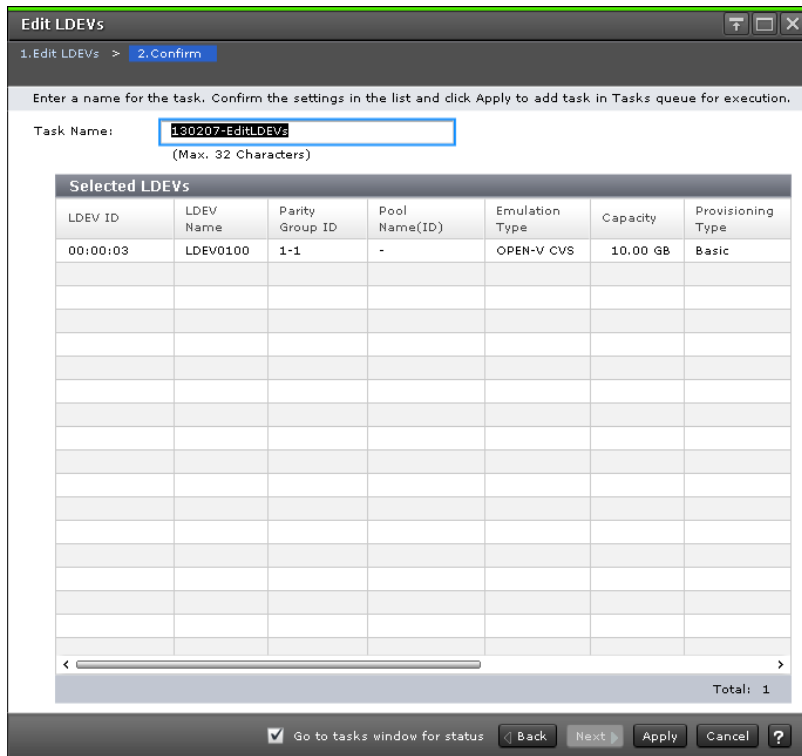 Edit LDEVs
1.Edit LDEVs > 2.Confirm
Enter a name for the task. Confirm the settings in the list and click Apply to add task in Tasks queue for execution.
Task Name: 130207-EditLDEVs
(Max. 32 Characters)
Selected LDEVs
LDEV ID LDEV Name Parity Group ID Pool Name(ID) Emulation Type Capacity Provisioning Type
00:00:03 LDEV0100 1-1 - OPEN-V CVS 10.00 GB Basic
Total: 1
Go to tasks window for status Back Next Apply Cancel ?